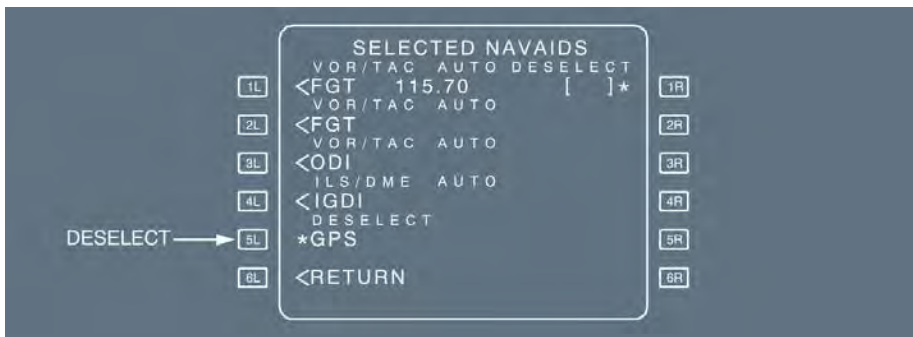 SELECTED NAVAIDS
VOR/TAC AUTO DESELECT
1L <FGT 115.70 [ ]* 1R
VOR/TAC AUTO
2L <FGT 2R
VOR/TAC AUTO
3L <ODI 3R
ILS/DME AUTO
4L <IGDI 4R
DESELECT
DESELECT 5L *GPS 5R
6L <RETURN 6R